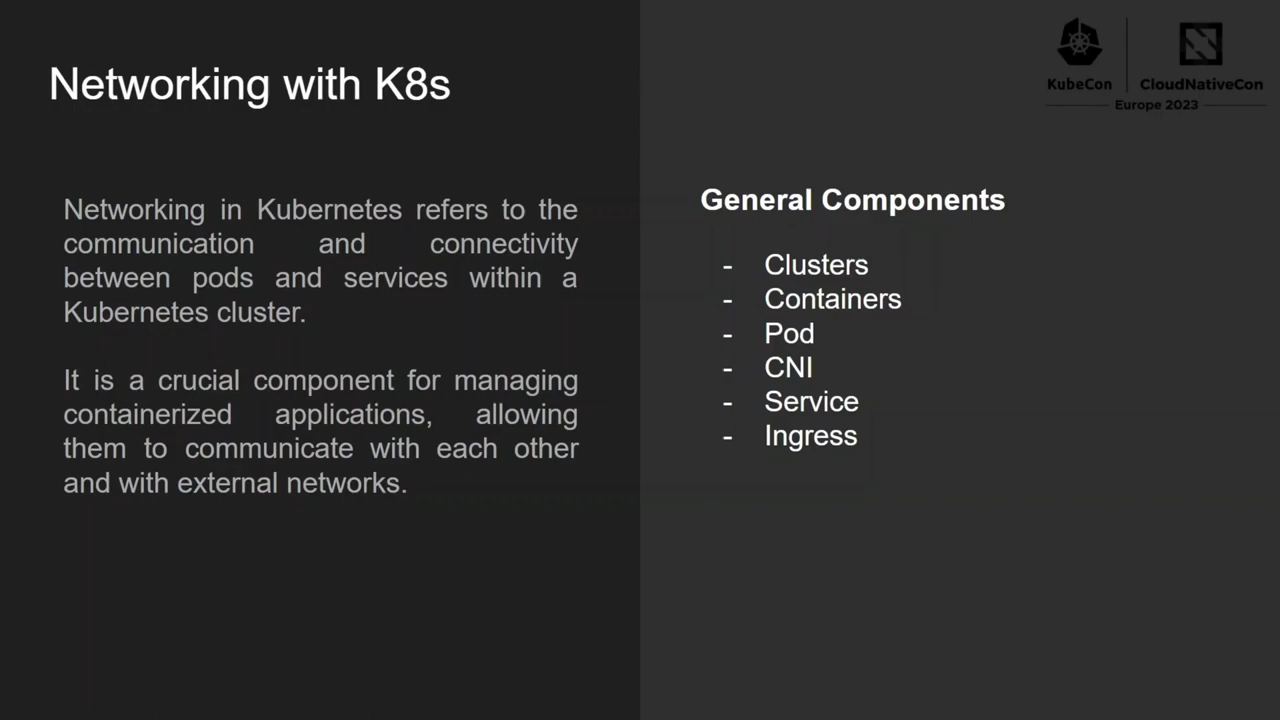 Networking with K8s
Networking in Kubernetes refers to the
communication and connectivity
between pods and services within a
Kubernetes cluster.
It is a crucial component for managing
containerized applications, allowing
them to communicate with each other
and with external networks.
KubeCon | CloudNativeCon
Europe 2023
General Components
- Clusters
- Containers
- Pod
- CNI
- Service
- Ingress